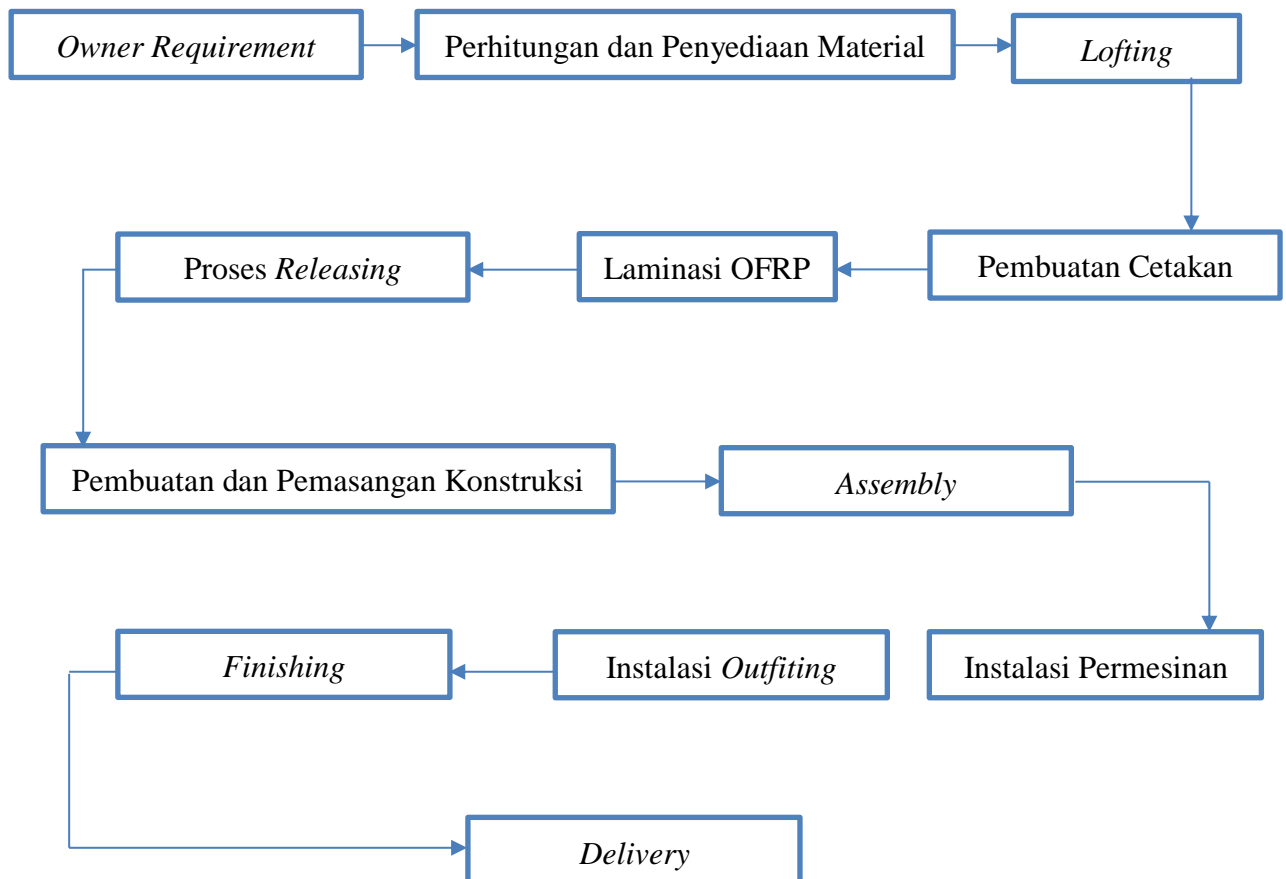 Owner Requirement
Perhitungan dan Penyediaan Material
Lofting
Pembuatan Cetakan
Laminasi OFRP
Proses Releasing
Pembuatan dan Pemasangan Konstruksi
Assembly
Instalasi Permesinan
Instalasi Outfiting
Finishing
Delivery